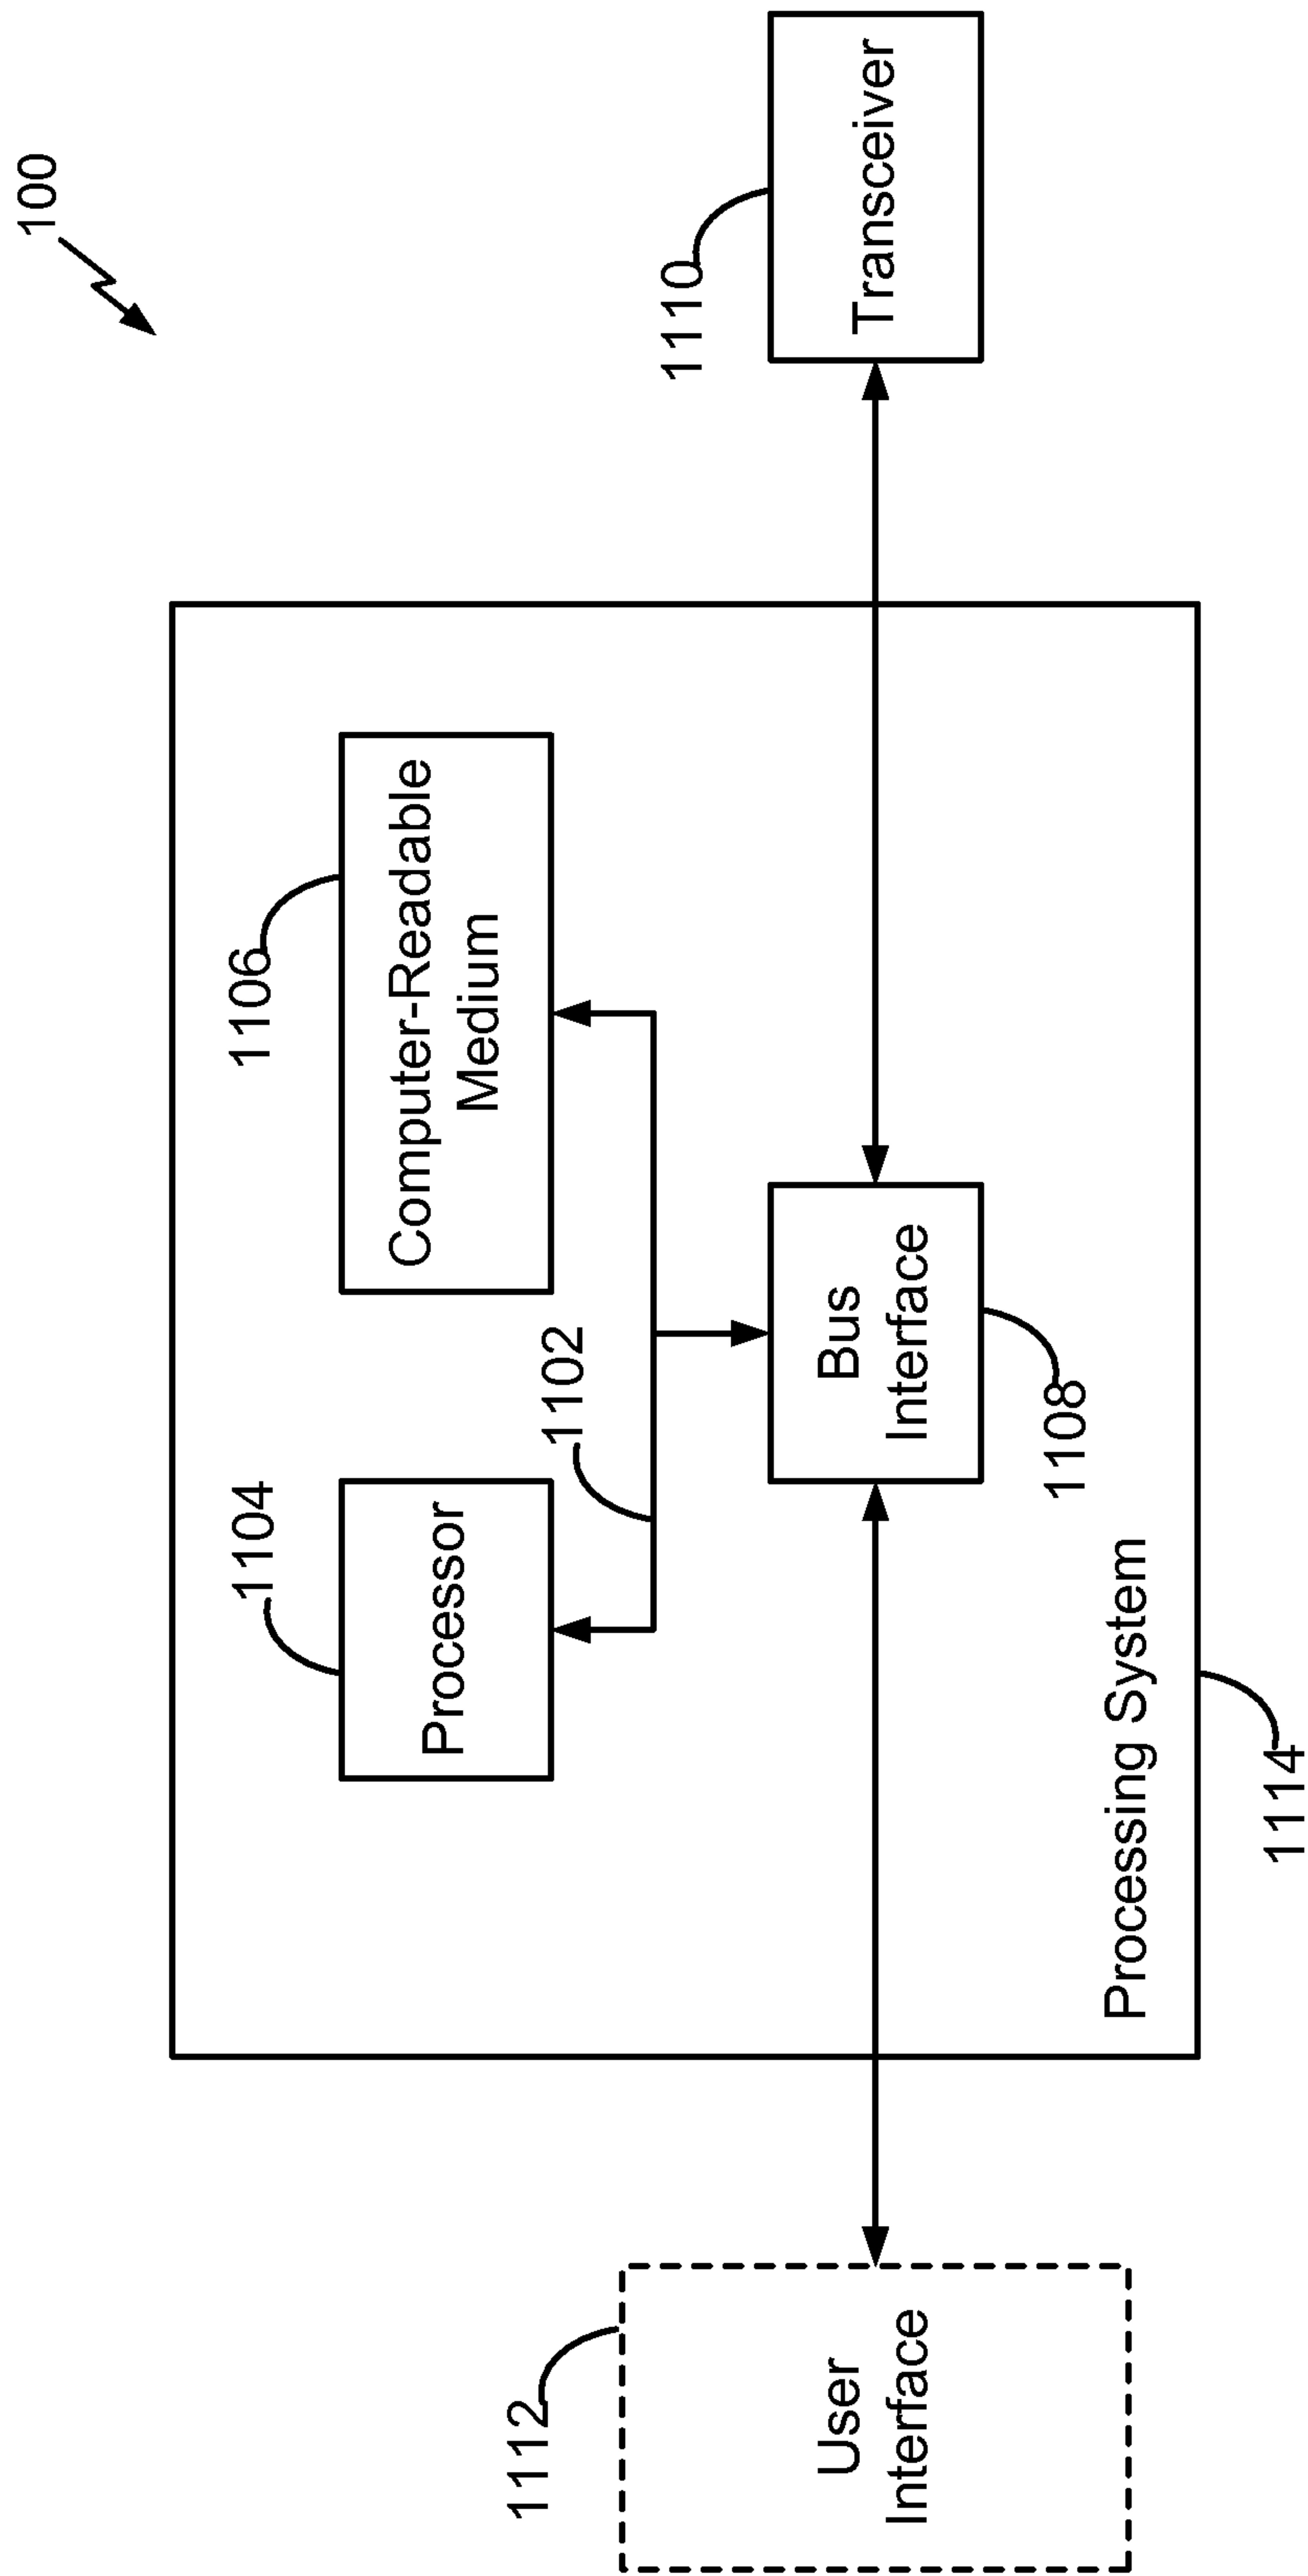 100
1104
1106
Processor
Computer-Readable
Medium
1102
1112
1110
User
Interface
Bus
Interface
Transceiver
1108
Processing System
1114